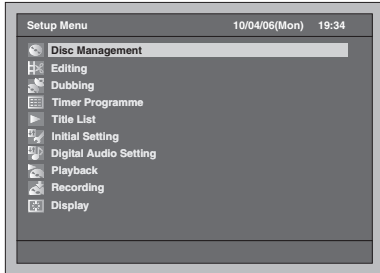 Setup Menu 10/04/06(Mon) 19:34
Disc Management
Editing
Dubbing
Timer Programme
Title List
Initial Setting
Digital Audio Setting
Playback
Recording
Display